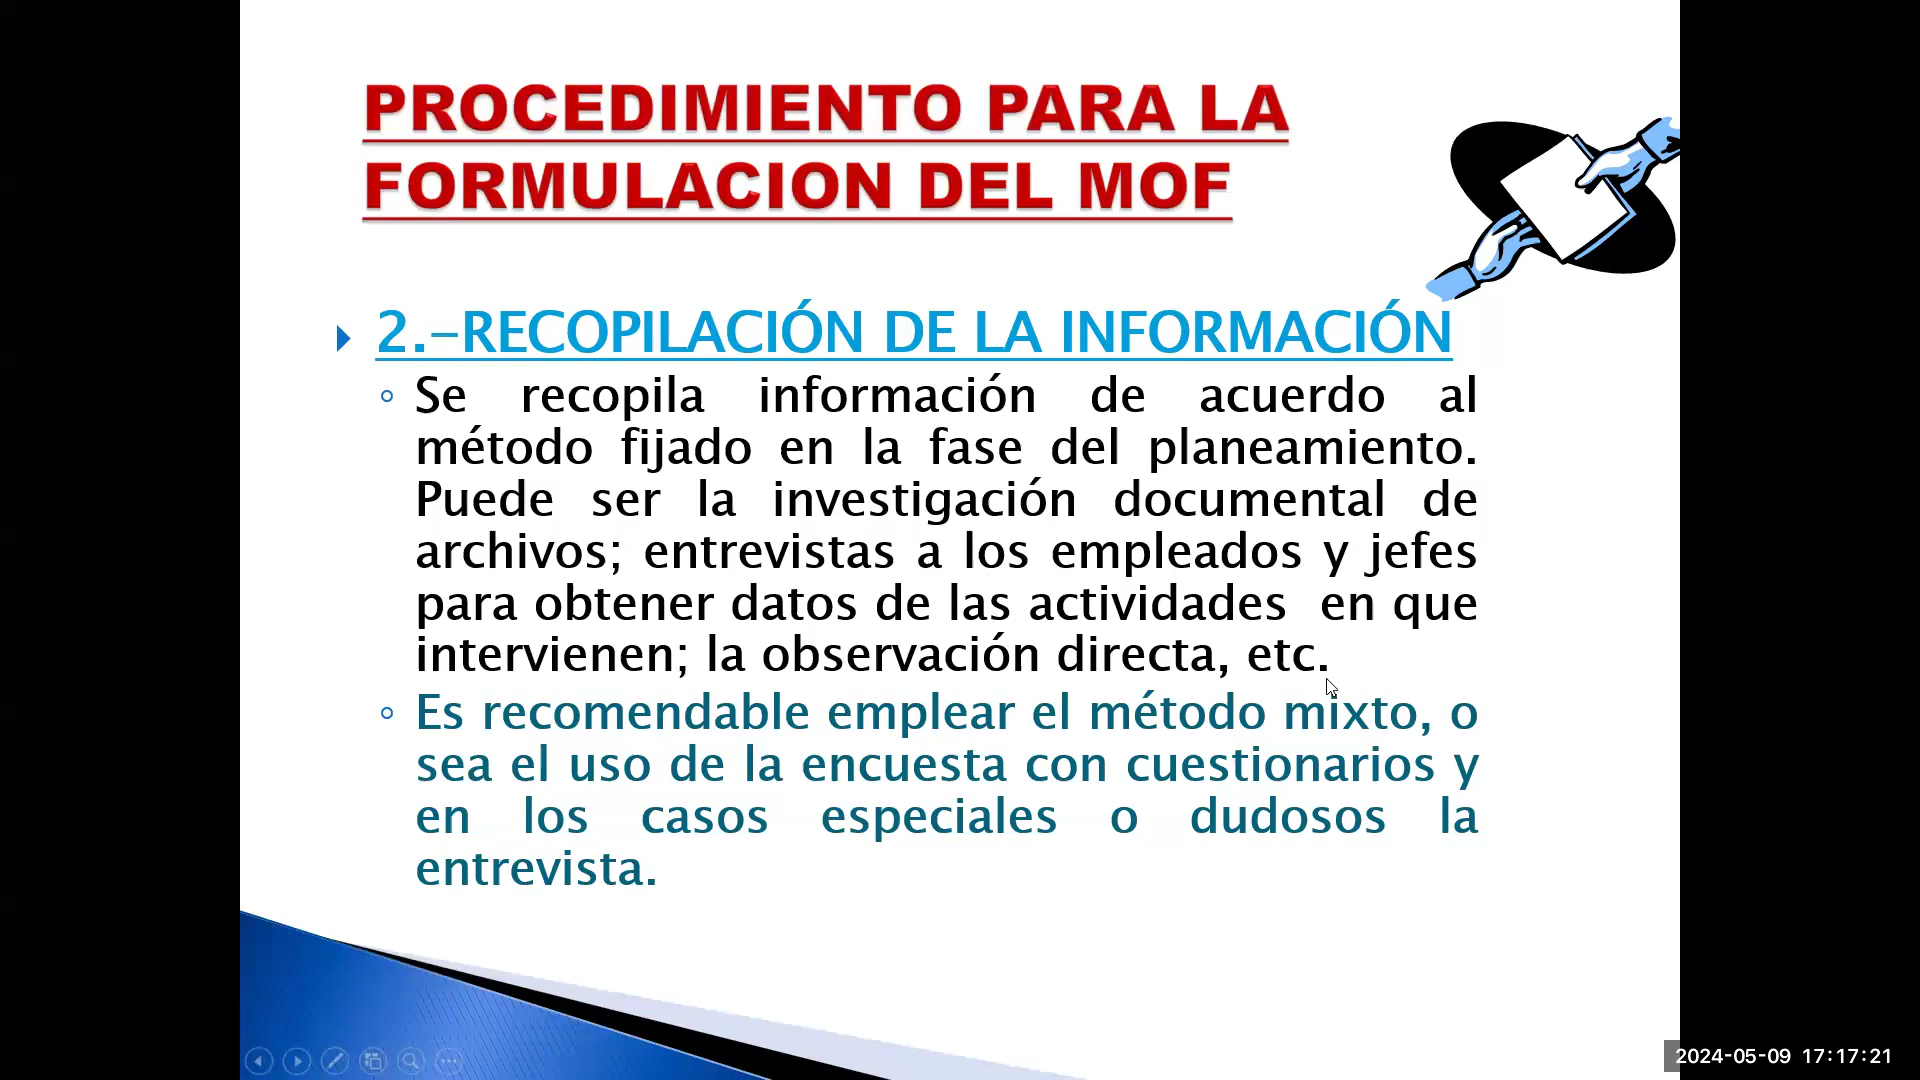 PROCEDIMIENTO PARA LA
FORMULACION DEL MOF
2.-RECOPILACIÓN DE LA INFORMACIÓN
Se recopila información de acuerdo al
método fijado en la fase del planeamiento.
Puede ser la investigación documental de
archivos; entrevistas a los empleados y jefes
para obtener datos de las actividades en que
intervienen; la observación directa, etc.
Es recomendable emplear el método mixto, o
sea el uso de la encuesta con cuestionarios y
en los casos especiales o dudosos la
entrevista.
2024-05-09 17:17:21